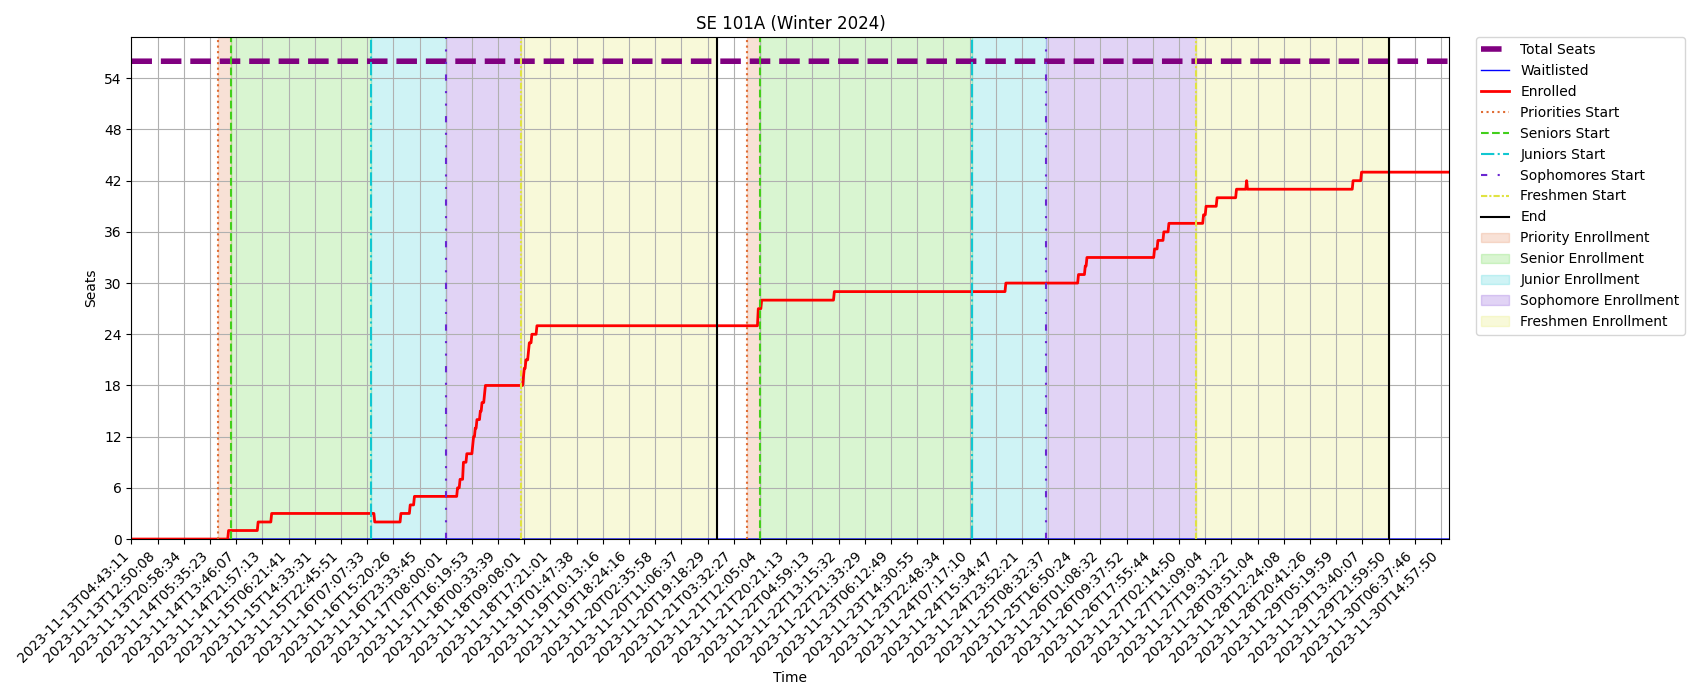 SE 101A (Winter 2024)
Seats
54
48
42
36
30
24
18
12
6
0
2023-11-13T04:43:11
2023-11-13T12:50:08
2023-11-13T20:58:34
2023-11-14T05:35:23
2023-11-14T13:46:07
2023-11-14T21:57:13
2023-11-15T06:21:41
2023-11-15T14:33:31
2023-11-15T22:45:51
2023-11-16T07:07:33
2023-11-16T15:20:26
2023-11-16T23:33:45
2023-11-17T08:00:01
2023-11-17T16:19:53
2023-11-18T00:33:39
2023-11-18T09:08:01
2023-11-18T17:21:01
2023-11-19T01:47:38
2023-11-19T10:13:16
2023-11-19T18:24:16
2023-11-20T02:35:58
2023-11-20T11:06:37
2023-11-20T19:18:29
2023-11-21T03:32:27
2023-11-21T12:05:04
2023-11-21T20:21:13
2023-11-22T04:59:13
2023-11-22T13:15:32
2023-11-22T21:33:29
2023-11-23T06:12:49
2023-11-23T14:30:55
2023-11-23T22:48:34
2023-11-24T07:17:10
2023-11-24T15:34:47
2023-11-24T23:52:21
2023-11-25T08:32:37
2023-11-25T16:50:24
2023-11-26T01:08:32
2023-11-26T09:37:52
2023-11-26T17:55:44
2023-11-27T02:14:50
2023-11-27T11:09:04
2023-11-27T19:31:22
2023-11-28T03:51:04
2023-11-28T12:24:08
2023-11-28T20:41:26
2023-11-29T05:19:59
2023-11-29T13:40:07
2023-11-29T21:59:50
2023-11-30T06:37:46
2023-11-30T14:57:50
Time
Total Seats
Waitlisted
Enrolled
Priorities Start
Seniors Start
Juniors Start
Sophomores Start
Freshmen Start
End
Priority Enrollment
Senior Enrollment
Junior Enrollment
Sophomore Enrollment
Freshmen Enrollment